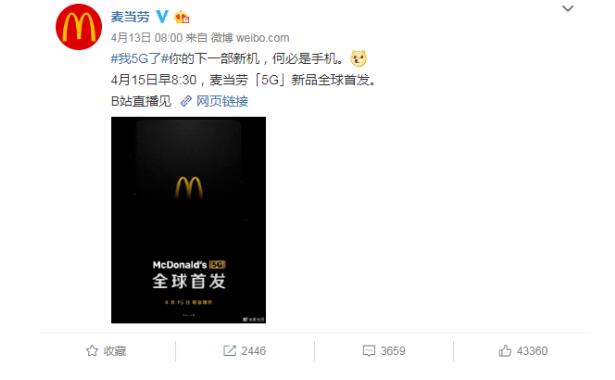 麦当劳
4月13日 08:00 来自 微博 weibo.com
#我5G了#你的下一部新机，何必是手机。
4月15日早8:30，麦当劳「5G」新品全球首发。
B站直播见 网页链接
McDonald's 5G
全球首发
收藏
2446
3659
43360